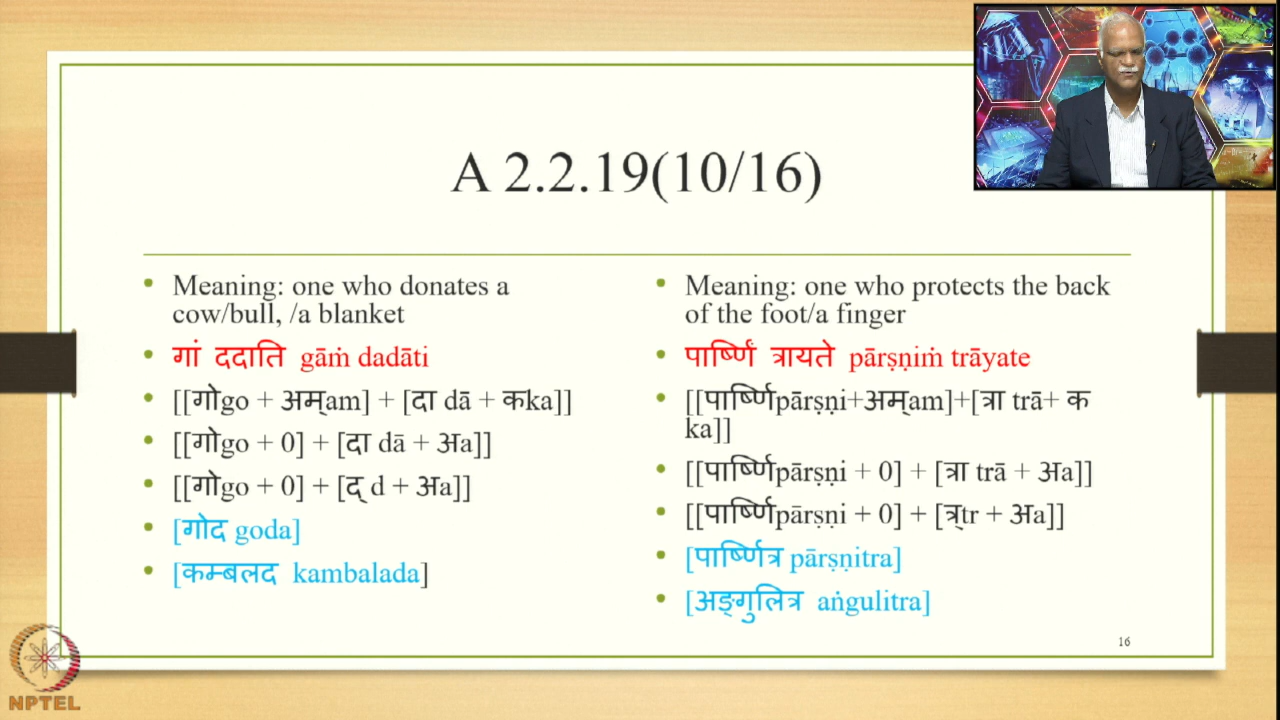 A 2.2.19(10/16)
• Meaning: one who donates a
cow/bull, /a blanket
• गां ददाति gāṁ dadāti
• [[गोgo + अम्am] + [दा dā + कka]]
• [[गोgo + 0] + [दा dā + अa]]
• [[गोgo + 0] + [द् d + अa]]
• [गोद goda]
• [कम्बलद kambalada]
• Meaning: one who protects the back
of the foot/a finger
• पार्ष्णिं त्रायते pārṣṇiṁ trāyate
• [[पार्ष्णिpārṣṇi+अम्am]+[त्रा trā+ क
ka]]
• [[पार्ष्णिpārṣṇi + 0] + [त्रा trā + अa]]
• [[पार्ष्णिpārṣṇi + 0] + [त्र्tr + अa]]
• [पार्ष्णित्र pārṣṇitra]
• [अङ्गुलित्र aṅgulitra]
16
NPTEL